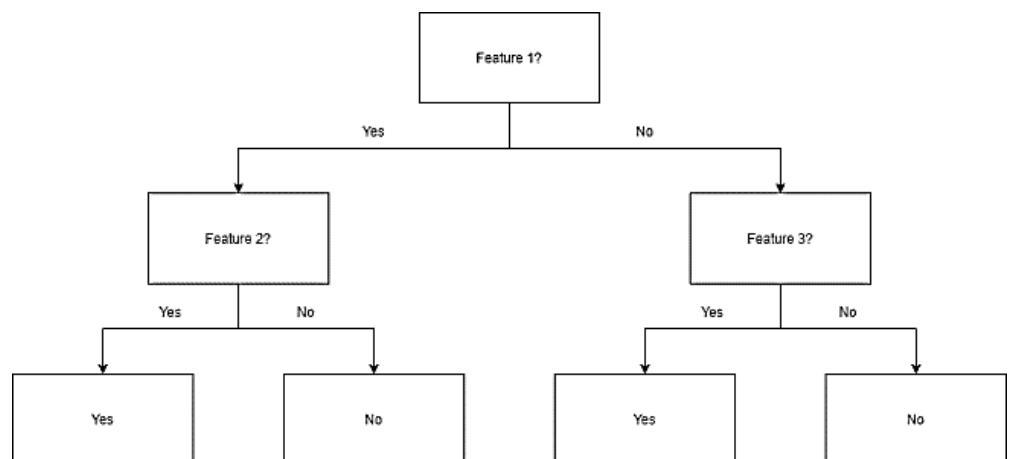 Feature 1?
Yes
No
Feature 2?
Feature 3?
Yes
No
Yes
No
Yes
No
Yes
No